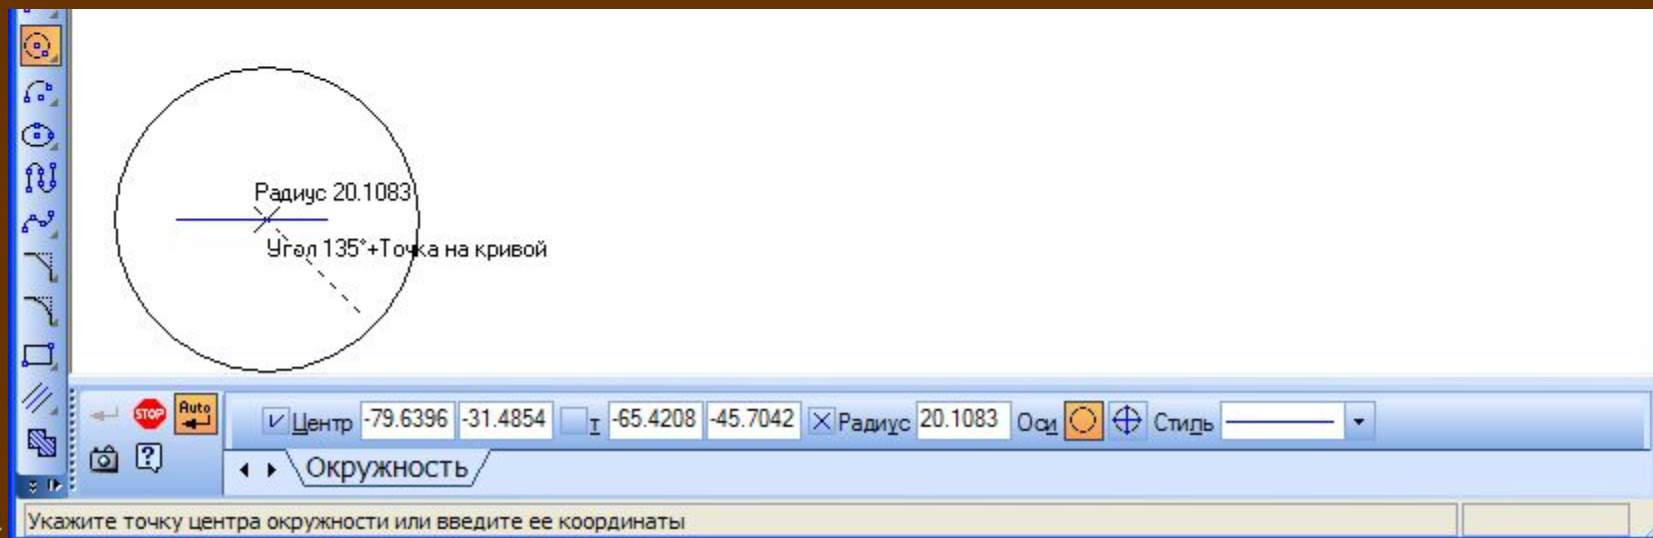 Радиус 20.1083
Угол 135°+Точка на кривой
STOP Auto Центр -79.6396 -31.4854 т -65.4208 -45.7042 Радиус 20.1083 Оси Стиль
Окружность
Укажите точку центра окружности или введите ее координаты